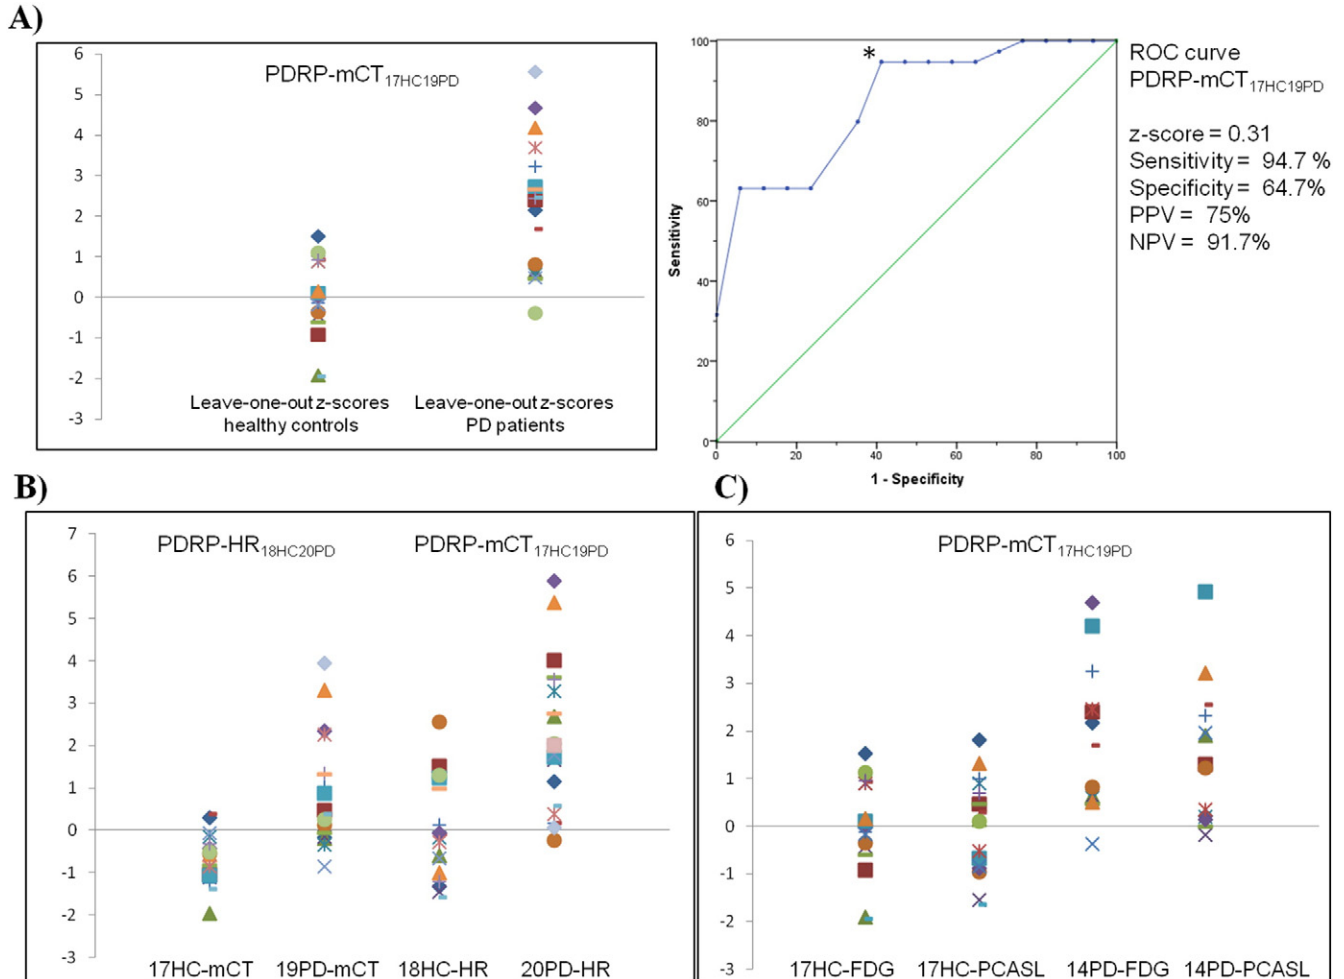 A)
PDRP-mCT17HC19PD
6
5
4
3
2
1
0
-1
-2
-3
Leave-one-out z-scores
healthy controls
Leave-one-out z-scores
PD patients
*
100
80
60
40
20
0
Sensitivity
0 20 40 60 80 100
1 - Specificity
ROC curve
PDRP-mCT17HC19PD
z-score = 0.31
Sensitivity = 94.7 %
Specificity = 64.7%
PPV = 75%
NPV = 91.7%
B)
PDRP-HR18HC20PD
PDRP-mCT17HC19PD
7
6
5
4
3
2
1
0
-1
-2
-3
17HC-mCT 19PD-mCT 18HC-HR 20PD-HR
C)
PDRP-mCT17HC19PD
6
5
4
3
2
1
0
-1
-2
-3
17HC-FDG 17HC-PCASL 14PD-FDG 14PD-PCASL